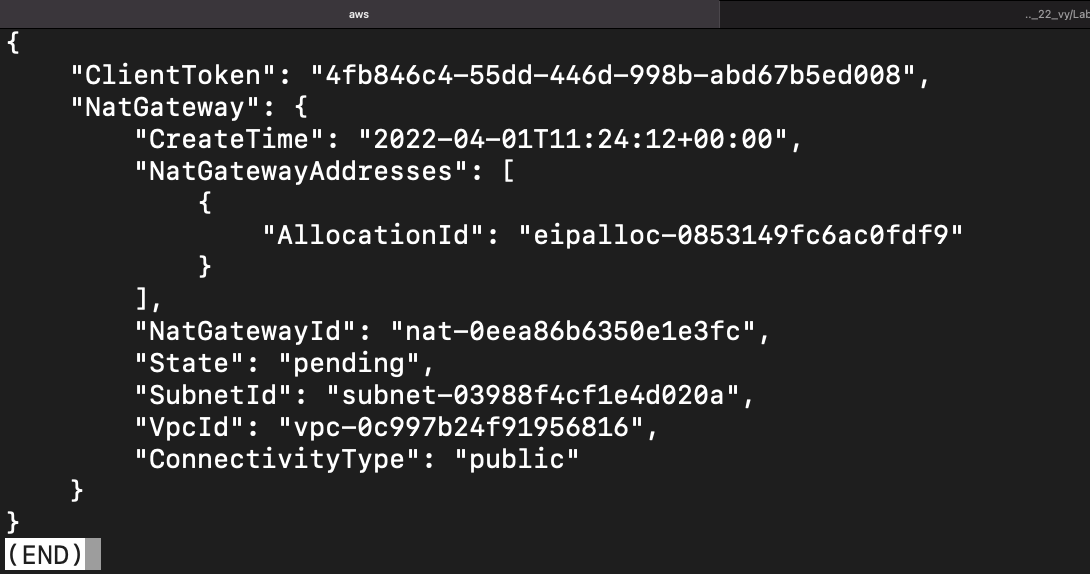 aws
.._22_vy/Lab
{
"ClientToken": "4fb846c4-55dd-446d-998b-abd67b5ed008",
"NatGateway": {
"CreateTime": "2022-04-01T11:24:12+00:00",
"NatGatewayAddresses": [
{
"AllocationId": "eipalloc-0853149fc6ac0fdf9"
}
],
"NatGatewayId": "nat-0eea86b6350e1e3fc",
"State": "pending",
"SubnetId": "subnet-03988f4cf1e4d020a",
"VpcId": "vpc-0c997b24f91956816",
"ConnectivityType": "public"
}
}
(END)